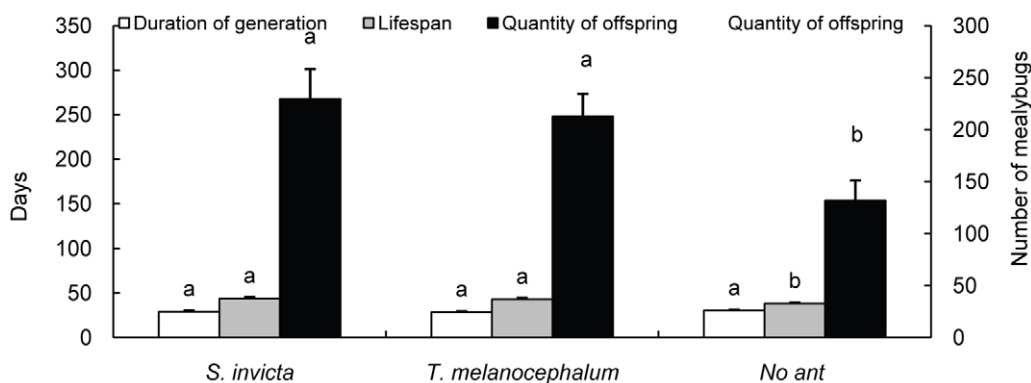 Duration of generation Lifespan Quantity of offspring Quantity of offspring
350
300
250
200
150
100
50
0
Days
300
250
200
150
100
50
0
Number of mealybugs
a a a
a a a
a b b
S. invicta T. melanocephalum No ant